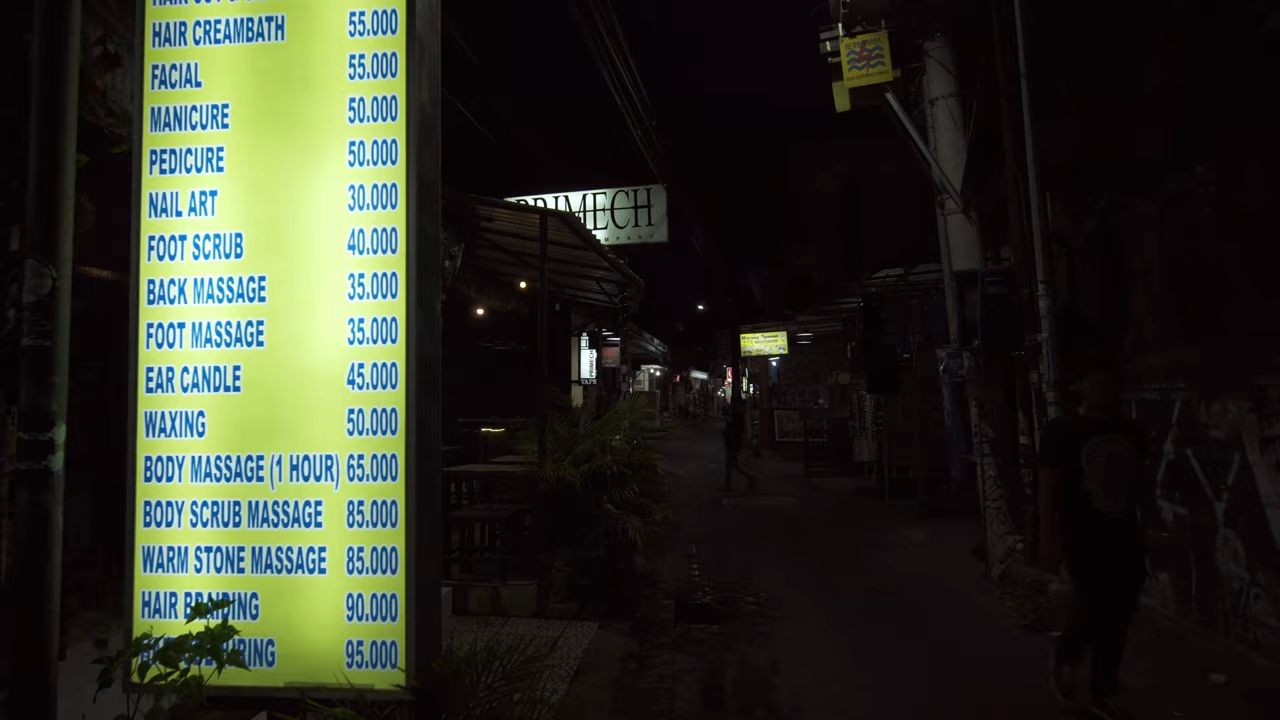 HAIR CREAMBATH 55.000
FACIAL 55.000
MANICURE 50.000
PEDICURE 50.000
NAIL ART 30.000
FOOT SCRUB 40.000
BACK MASSAGE 35.000
FOOT MASSAGE 35.000
EAR CANDLE 45.000
WAXING 50.000
BODY MASSAGE (1 HOUR) 65.000
BODY SCRUB MASSAGE 85.000
WARM STONE MASSAGE 85.000
HAIR BRAIDING 90.000
95.000
PRIMECH
PRIMECH
VAPE